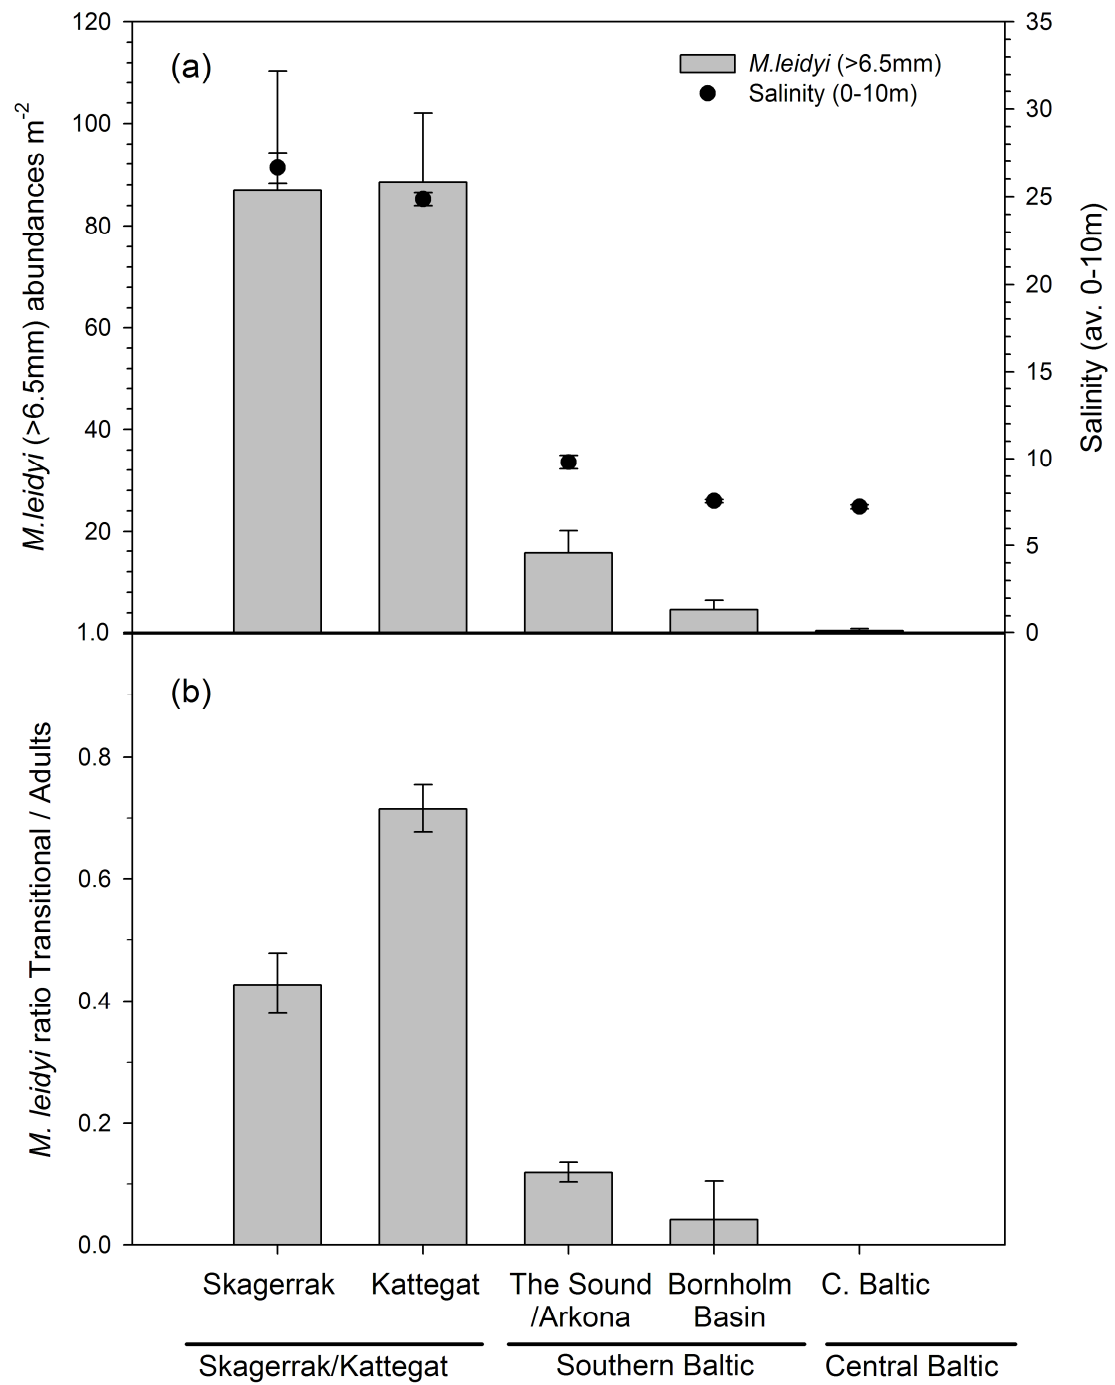 (a)
M.leidyi (>6.5mm)
Salinity (0-10m)
M.leidyi (>6.5mm) abundances m-2
120
100
80
60
40
20
1.0
Salinity (av. 0-10m)
35
30
25
20
15
10
5
0
(b)
M. leidyi ratio Transitional / Adults
0.8
0.6
0.4
0.2
0.0
Skagerrak
Kattegat
The Sound
/Arkona
Bornholm
Basin
C. Baltic
Skagerrak/Kattegat
Southern Baltic
Central Baltic